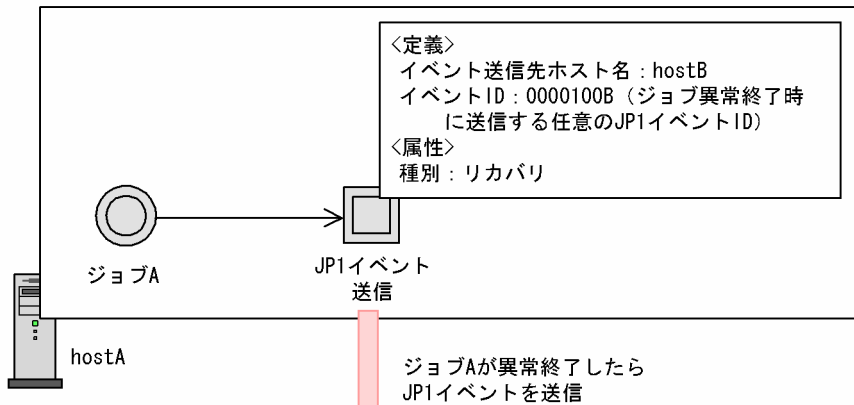 <定義>
イベント送信先ホスト名：hostB
イベントID：0000100B（ジョブ異常終了時
に送信する任意のJP1イベントID）
<属性>
種別：リカバリ
ジョブA
JP1イベント
送信
hostA
ジョブAが異常終了したら
JP1イベントを送信